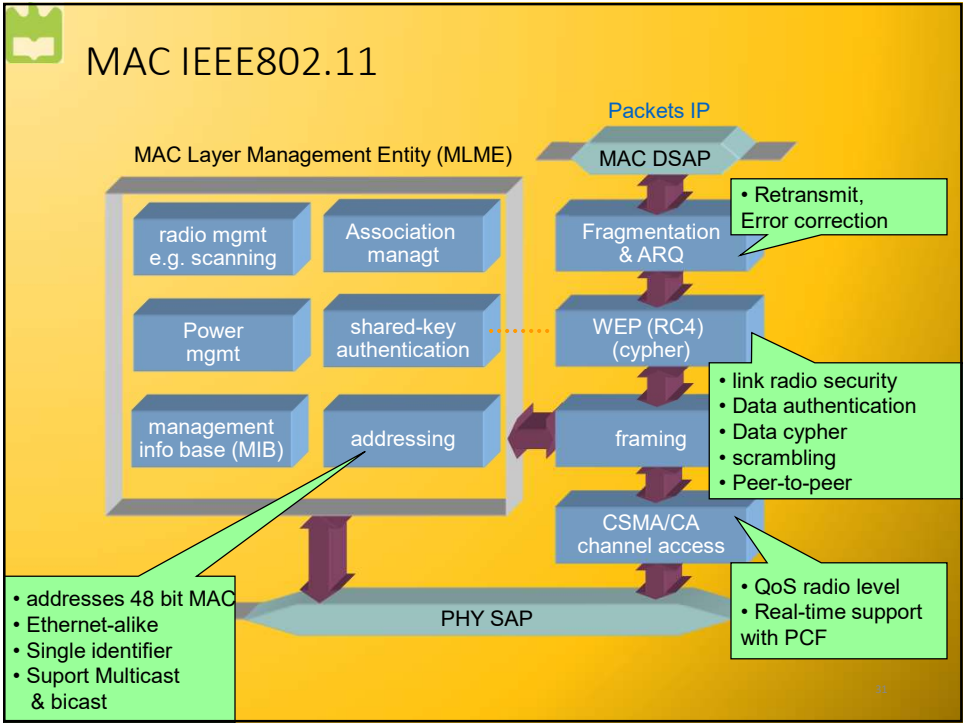 MAC IEEE802.11
Packets IP
MAC Layer Management Entity (MLME)
MAC DSAP
• Retransmit,
Error correction
radio mgmt
e.g. scanning
Association
managt
Fragmentation
& ARQ
Power
mgmt
shared-key
authentication
WEP (RC4)
(cypher)
• link radio security
• Data authentication
• Data cypher
• scrambling
• Peer-to-peer
management
info base (MIB)
addressing
framing
CSMA/CA
channel access
• QoS radio level
• Real-time support
with PCF
• addresses 48 bit MAC
• Ethernet-alike
• Single identifier
• Suport Multicast
& bicast
PHY SAP